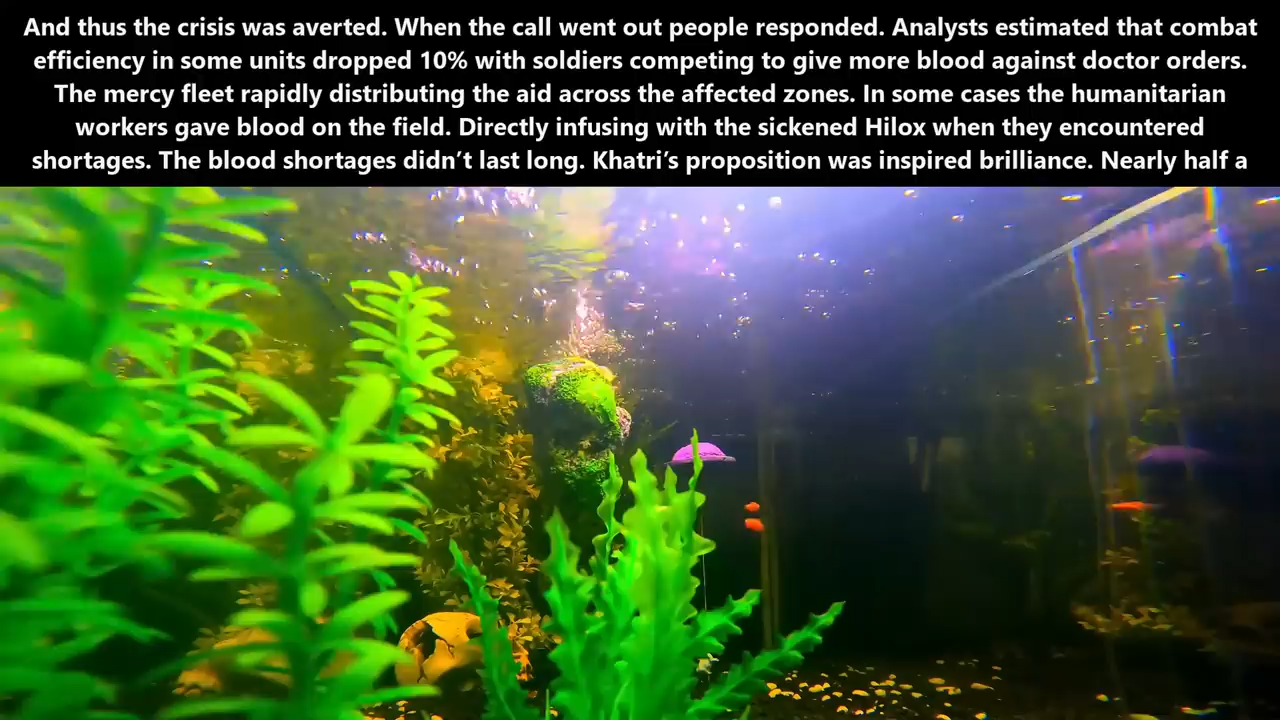 And thus the crisis was averted. When the call went out people responded. Analysts estimated that combat
efficiency in some units dropped 10% with soldiers competing to give more blood against doctor orders.
The mercy fleet rapidly distributing the aid across the affected zones. In some cases the humanitarian
workers gave blood on the field. Directly infusing with the sickened Hilox when they encountered
shortages. The blood shortages didn’t last long. Khatri’s proposition was inspired brilliance. Nearly half a